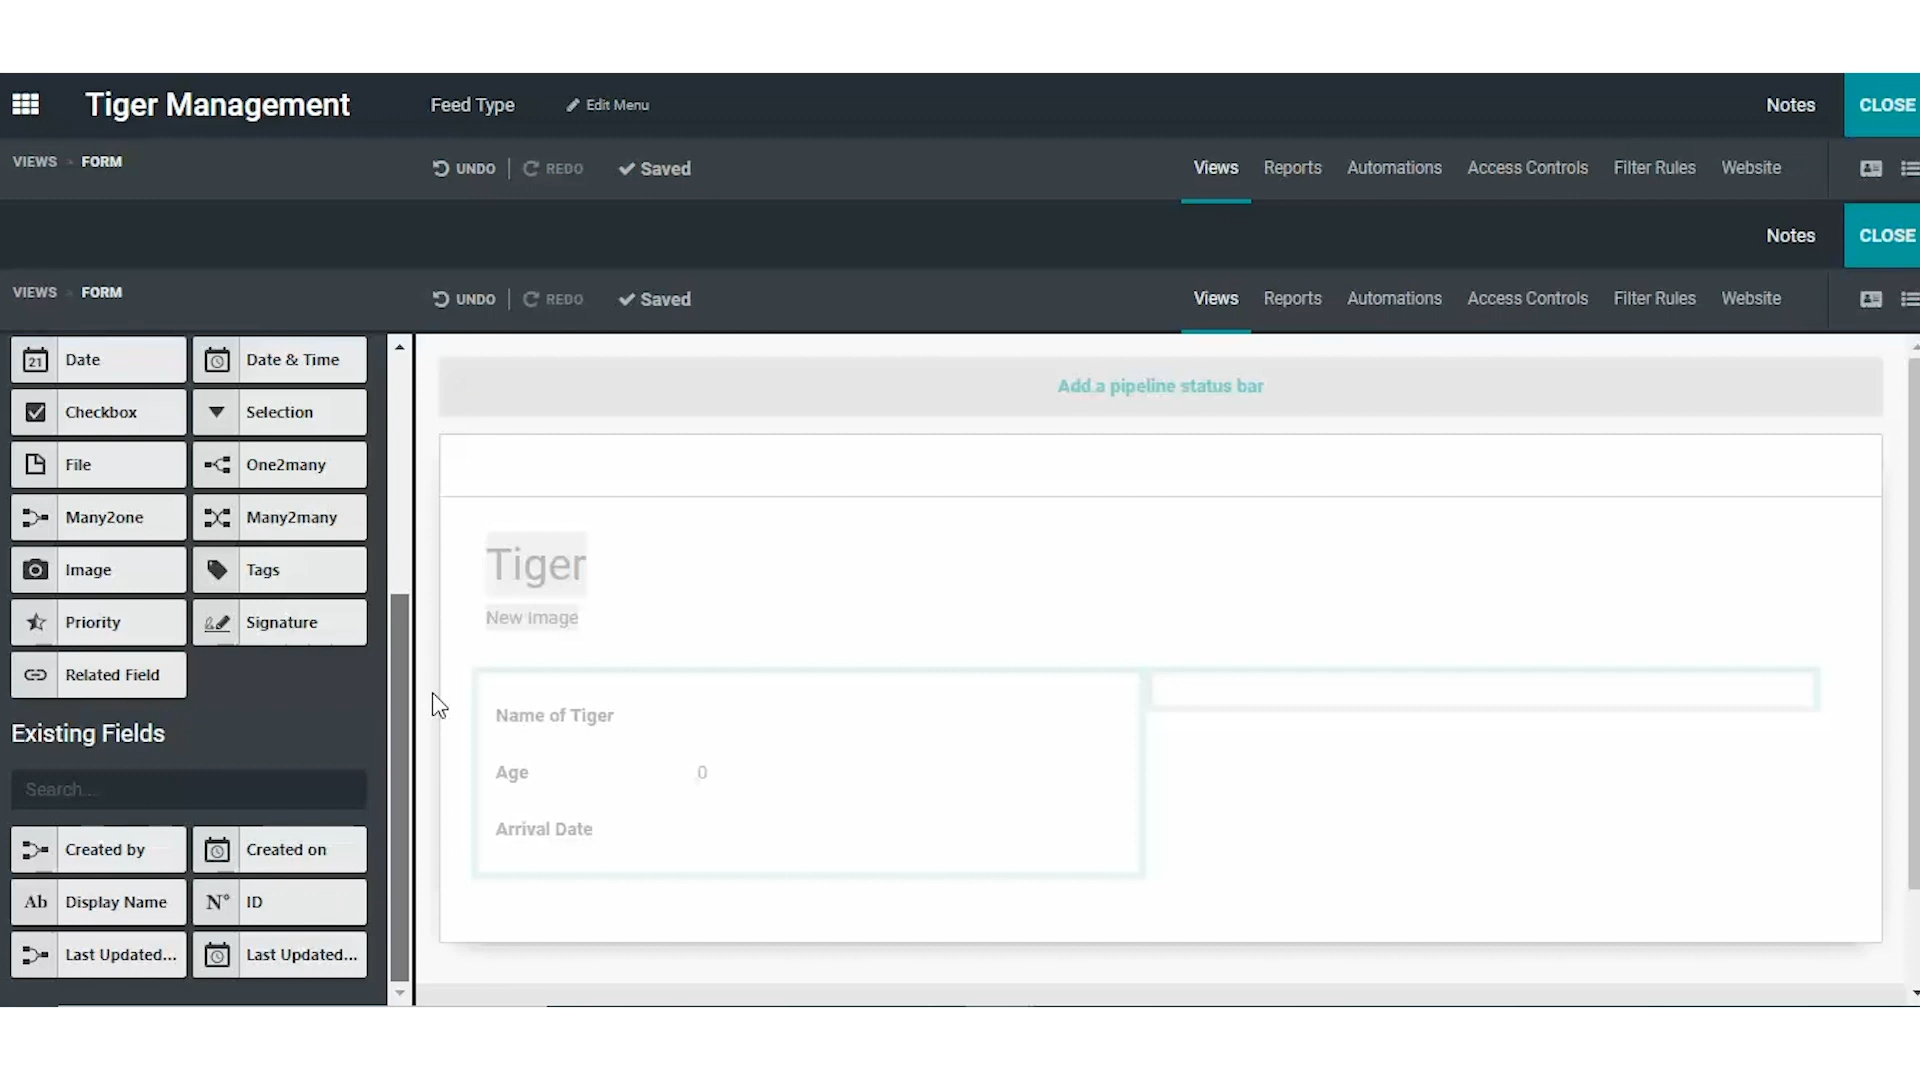 Tiger Management Feed Type Edit Menu Notes CLOSE
VIEWS FORM UNDO REDO Saved Views Reports Automations Access Controls Filter Rules Website
Notes CLOSE
VIEWS FORM UNDO REDO Saved Views Reports Automations Access Controls Filter Rules Website
21 Date Date & Time
Checkbox Selection
File One2many
Many2one Many2many
Image Tags
Priority Signature
Related Field
Existing Fields
Search...
Created by Created on
Ab Display Name N° ID
Last Updated... Last Updated...
Add a pipeline status bar
Tiger
New Image
Name of Tiger
Age 0
Arrival Date